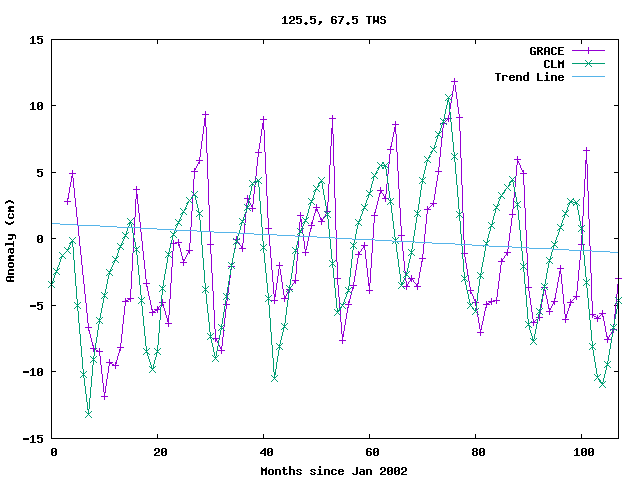 125.5, 67.5 TWS
15
GRACE
CLM
Trend Line
10
5
0
-5
-10
-15
Anomaly (cm)
0 20 40 60 80 100
Months since Jan 2002